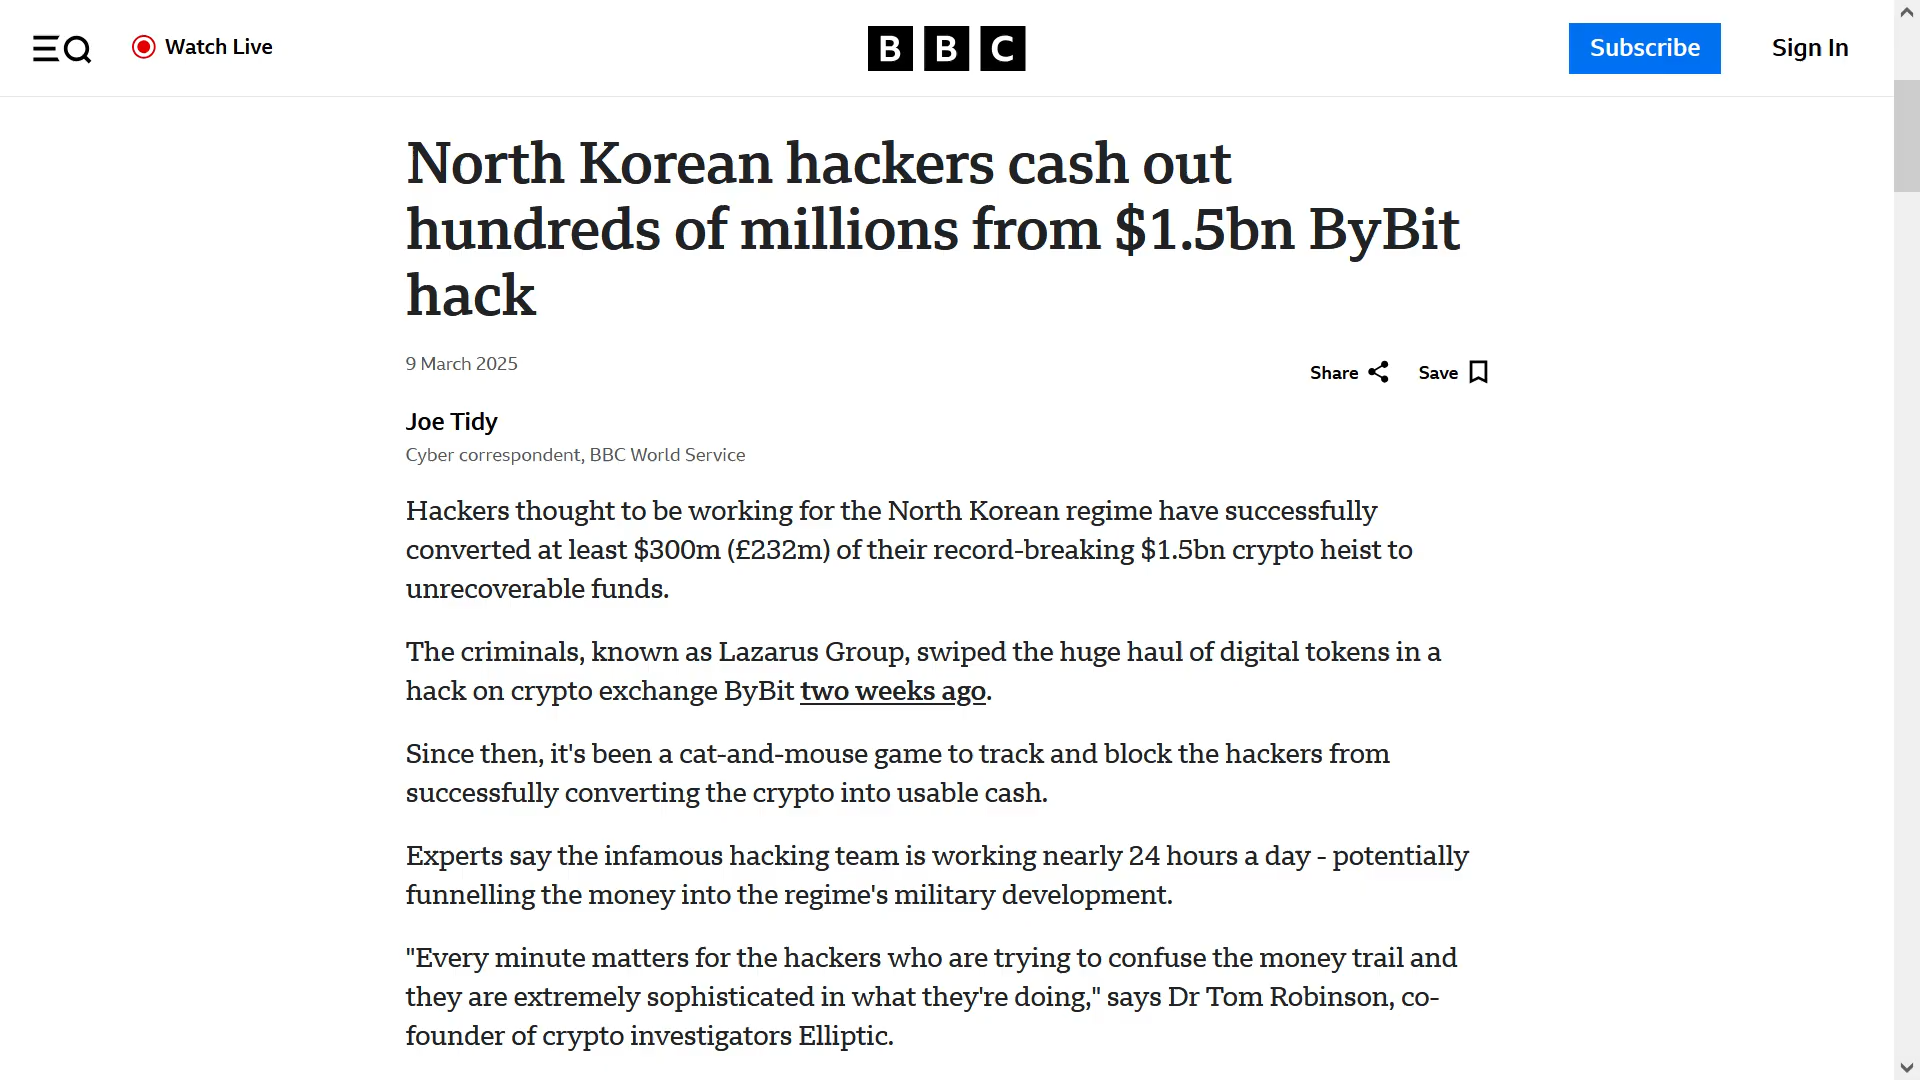 Watch Live
BBC
Subscribe
Sign In
North Korean hackers cash out
hundreds of millions from $1.5bn ByBit
hack
9 March 2025
Share
Save
Joe Tidy
Cyber correspondent, BBC World Service
Hackers thought to be working for the North Korean regime have successfully
converted at least $300m (£232m) of their record-breaking $1.5bn crypto heist to
unrecoverable funds.
The criminals, known as Lazarus Group, swiped the huge haul of digital tokens in a
hack on crypto exchange ByBit two weeks ago.
Since then, it's been a cat-and-mouse game to track and block the hackers from
successfully converting the crypto into usable cash.
Experts say the infamous hacking team is working nearly 24 hours a day - potentially
funnelling the money into the regime's military development.
"Every minute matters for the hackers who are trying to confuse the money trail and
they are extremely sophisticated in what they're doing," says Dr Tom Robinson, co-
founder of crypto investigators Elliptic.